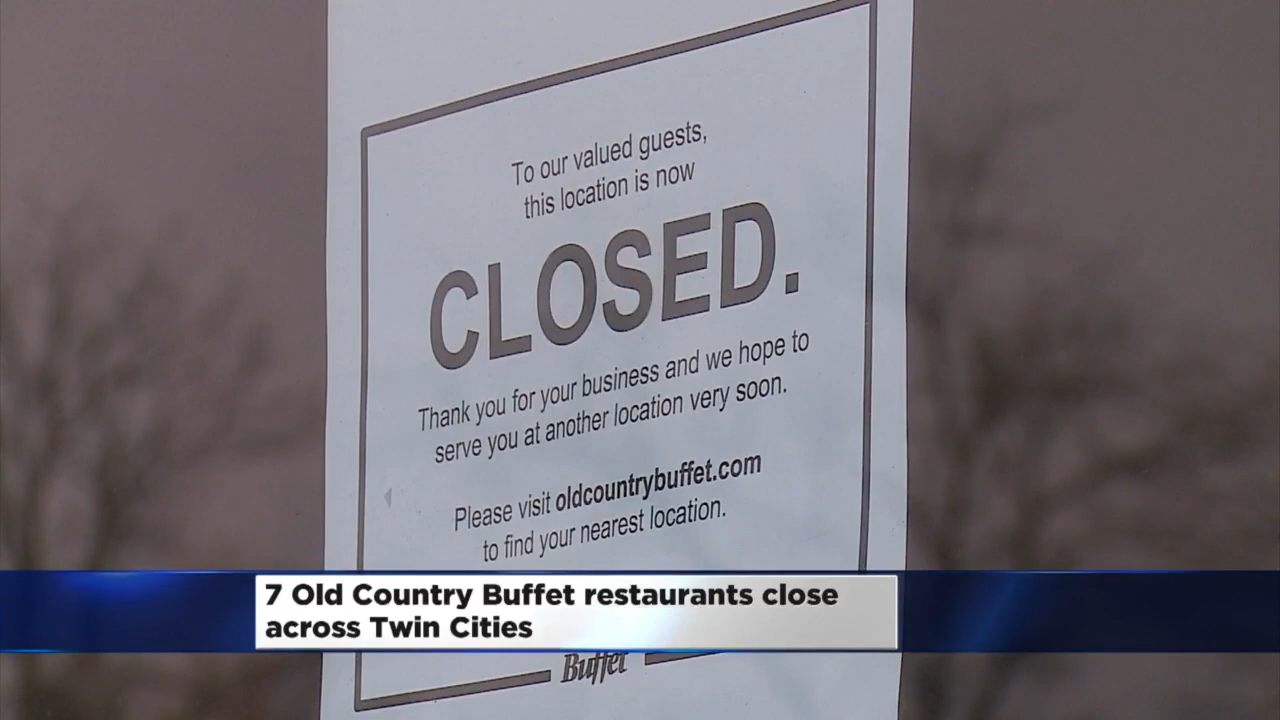 To our valued guests,
this location is now
CLOSED.
Thank you for your business and we hope to
serve you at another location very soon.
Please visit oldcountrybuffet.com
to find your nearest location.
7 Old Country Buffet restaurants close
across Twin Cities
Buffet